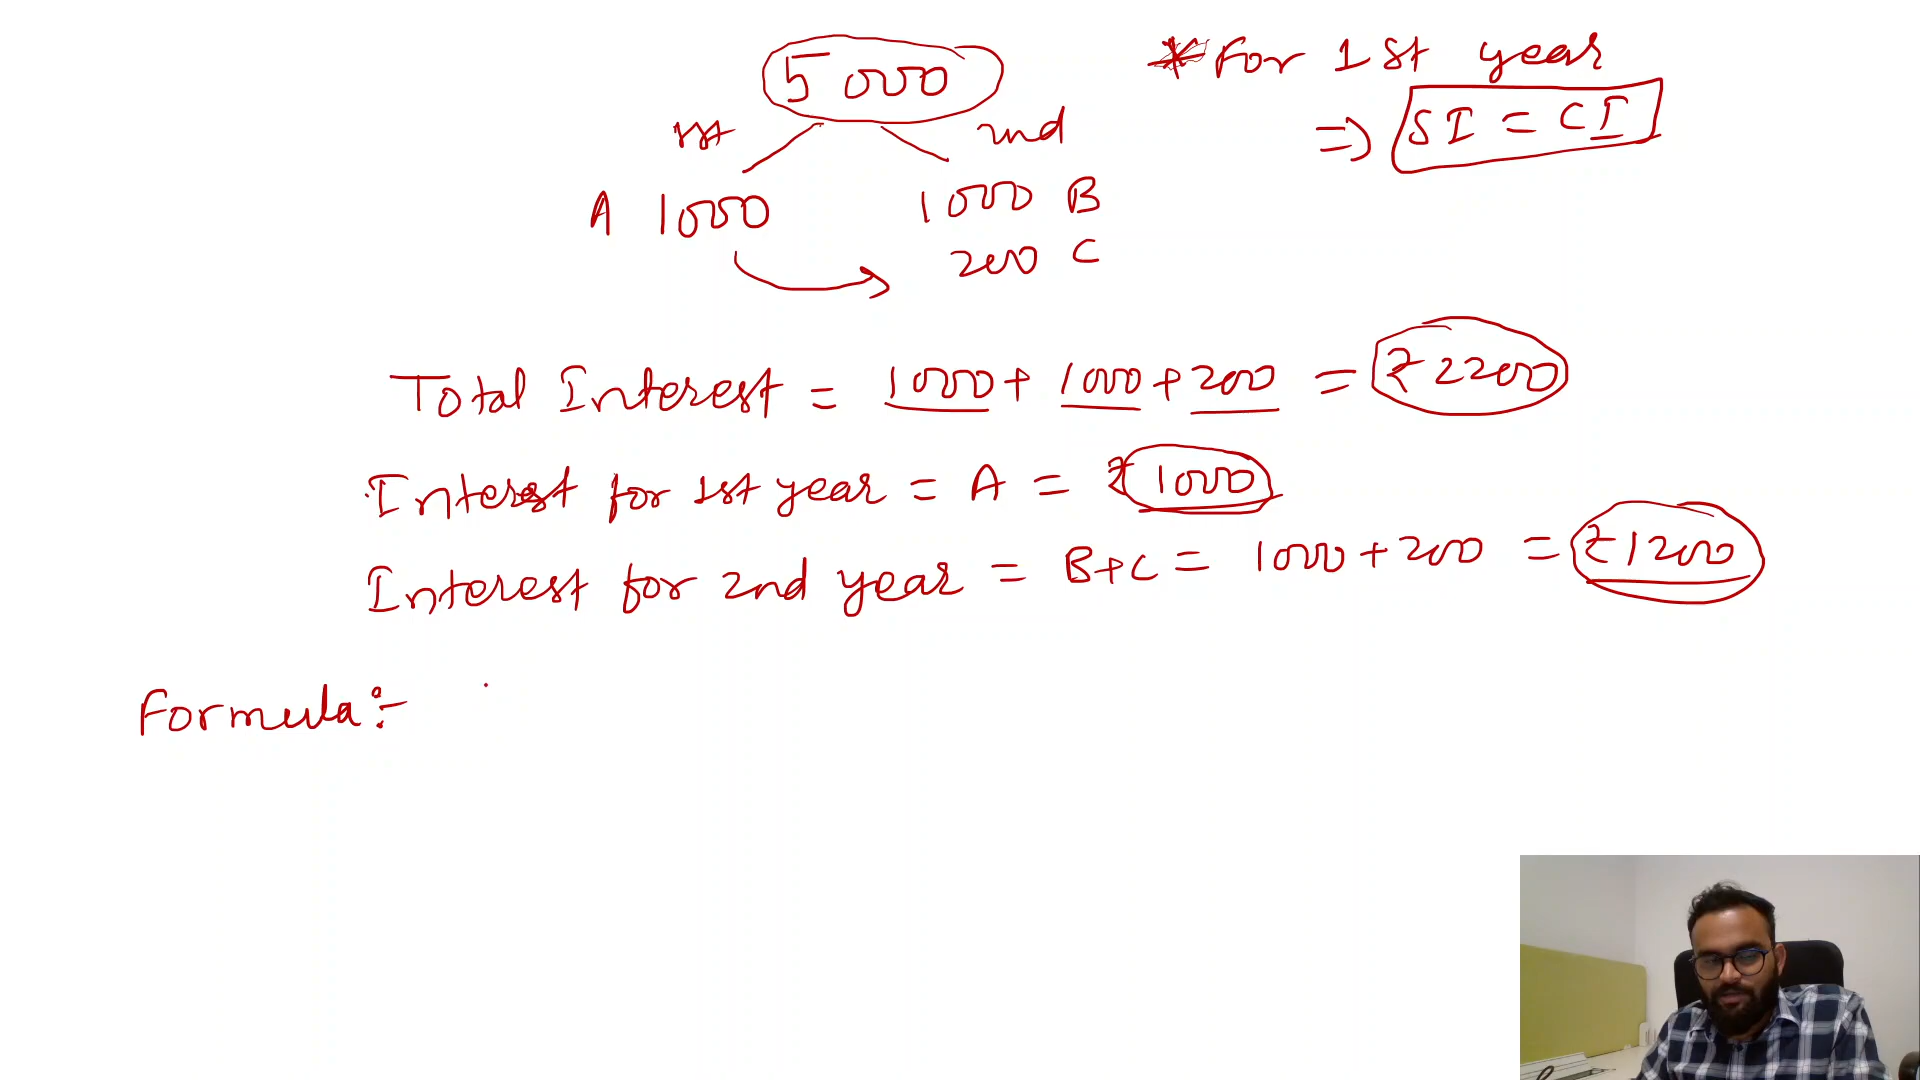 5000
* For 1st year
⇒ SI = CI
1st 2nd
A 1000 1000 B
200 C
Total Interest = 1000 + 1000 + 200 = ₹2200
Interest for 1st year = A = ₹1000
Interest for 2nd year = B+C = 1000 + 200 = ₹1200
Formula:-